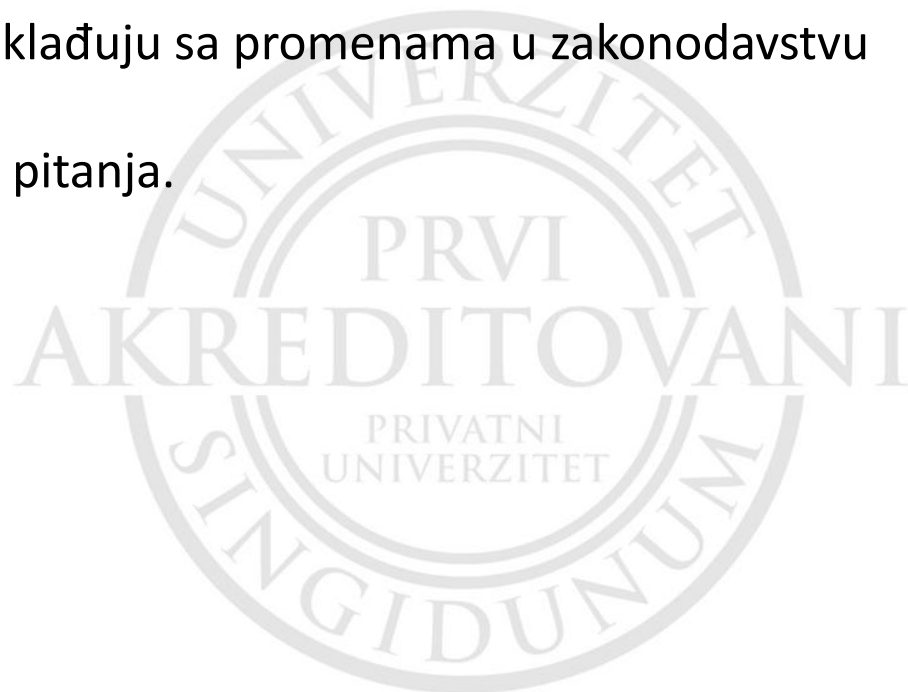 klađuju sa promenama u zakonodavstvu
pitanja.
UNIVERZITET
PRVI
AKREDITOVANI
PRIVATNI
UNIVERZITET
SINGIDUNUM